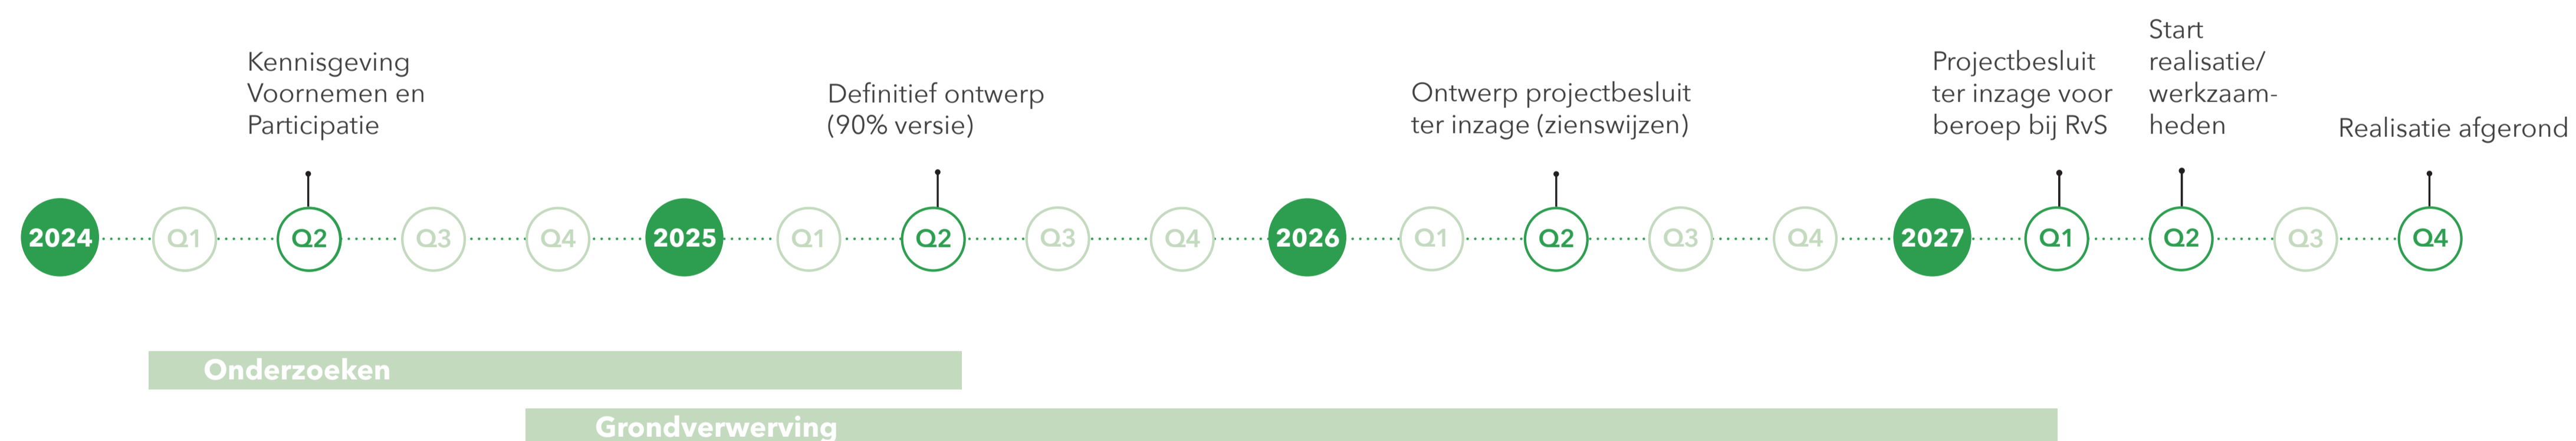 Kennisgeving
Voornemen en
Participatie
Definitief ontwerp
(90% versie)
Ontwerp projectbesluit
ter inzage (zienswijzen)
Projectbesluit
ter inzage voor
beroep bij RvS
Start
realisatie/
werkzaam-
heden
Realisatie afgerond
2024 Q1 Q2 Q3 Q4 2025 Q1 Q2 Q3 Q4 2026 Q1 Q2 Q3 Q4 2027 Q1 Q2 Q3 Q4
Onderzoeken
Grondverwerving